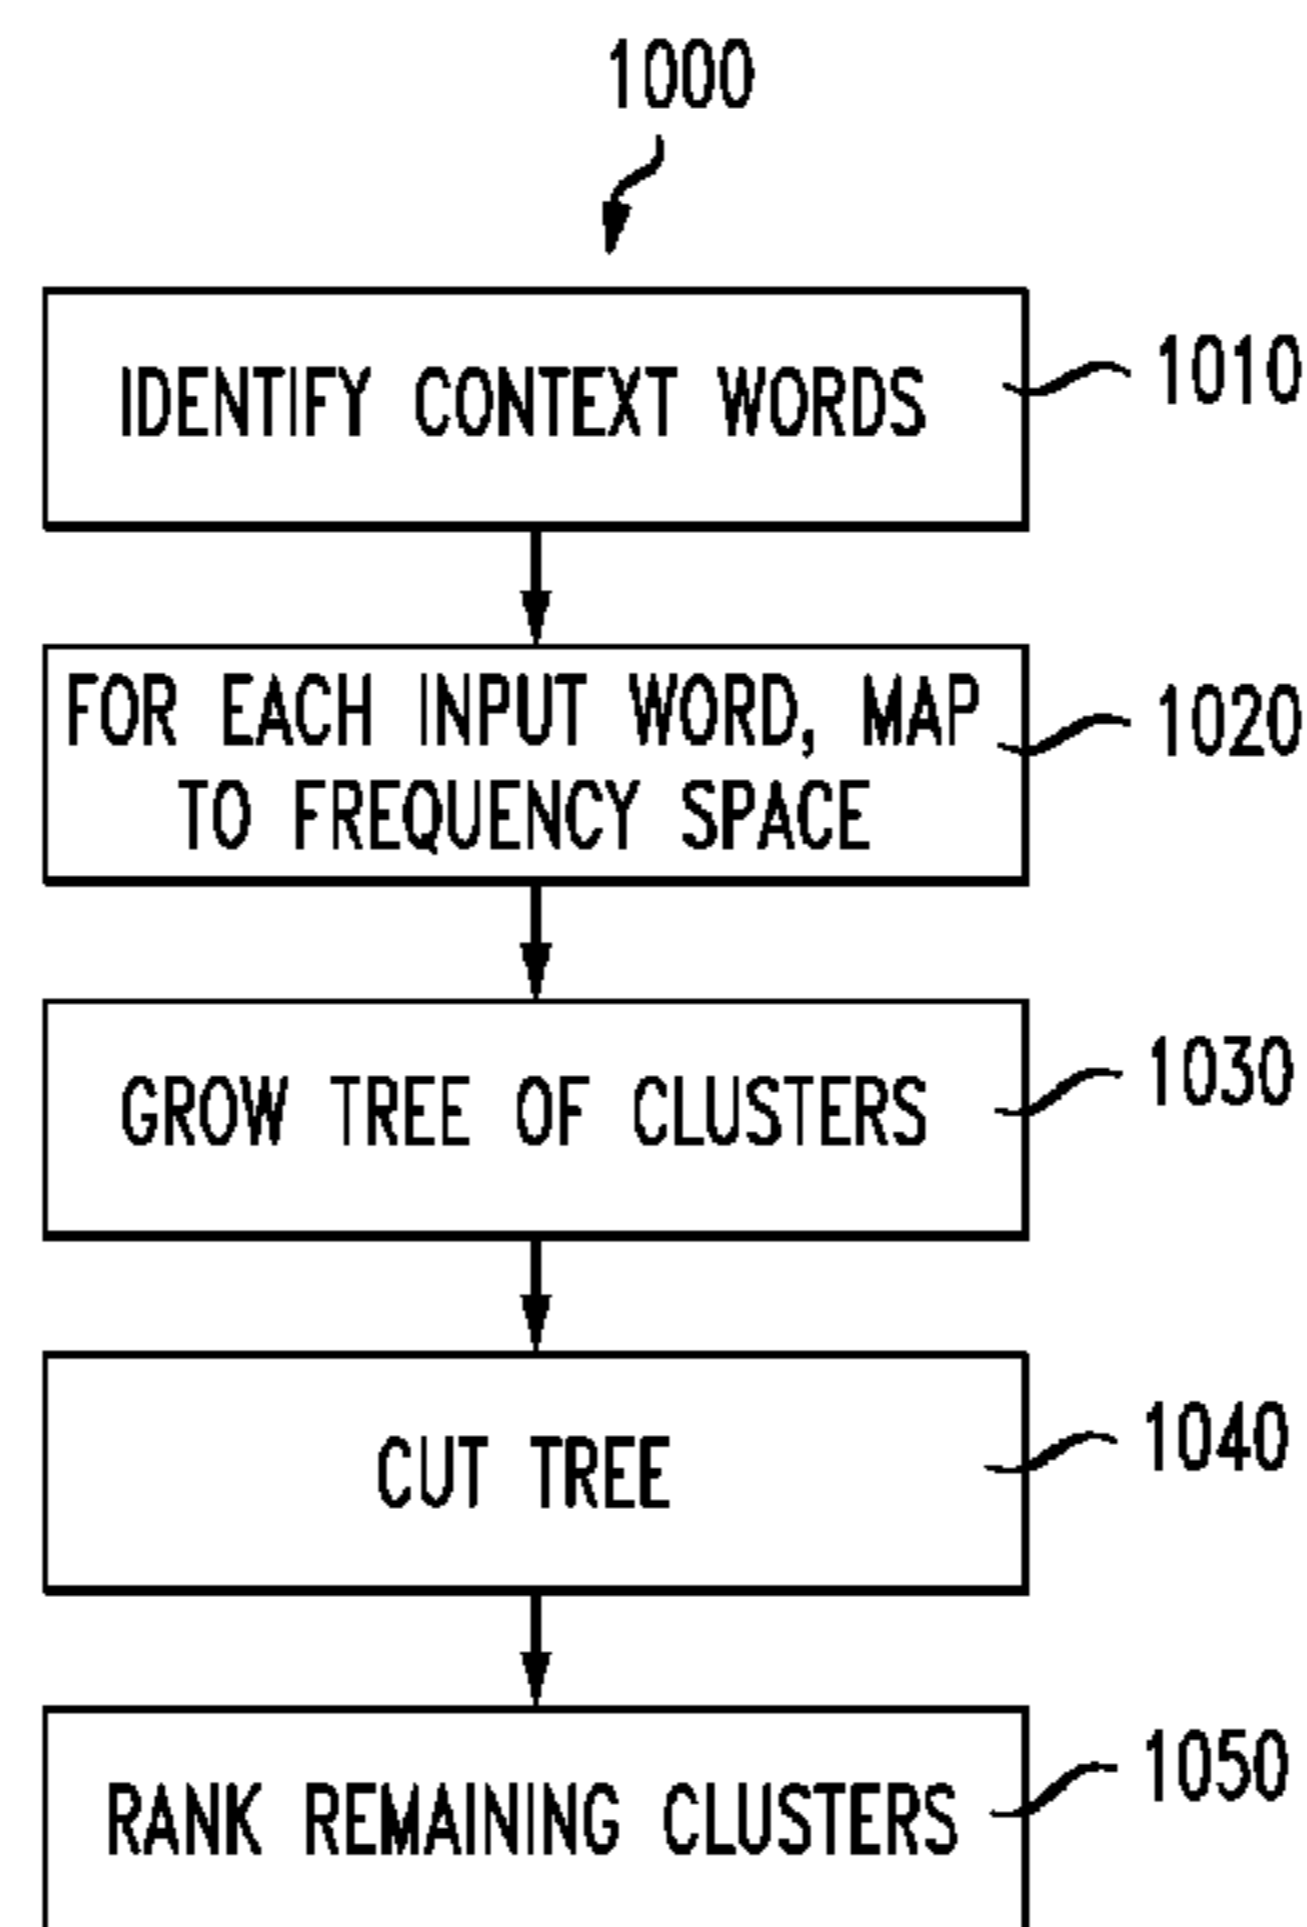 1000
IDENTIFY CONTEXT WORDS
1010
FOR EACH INPUT WORD, MAP
TO FREQUENCY SPACE
1020
GROW TREE OF CLUSTERS
1030
CUT TREE
1040
RANK REMAINING CLUSTERS
1050